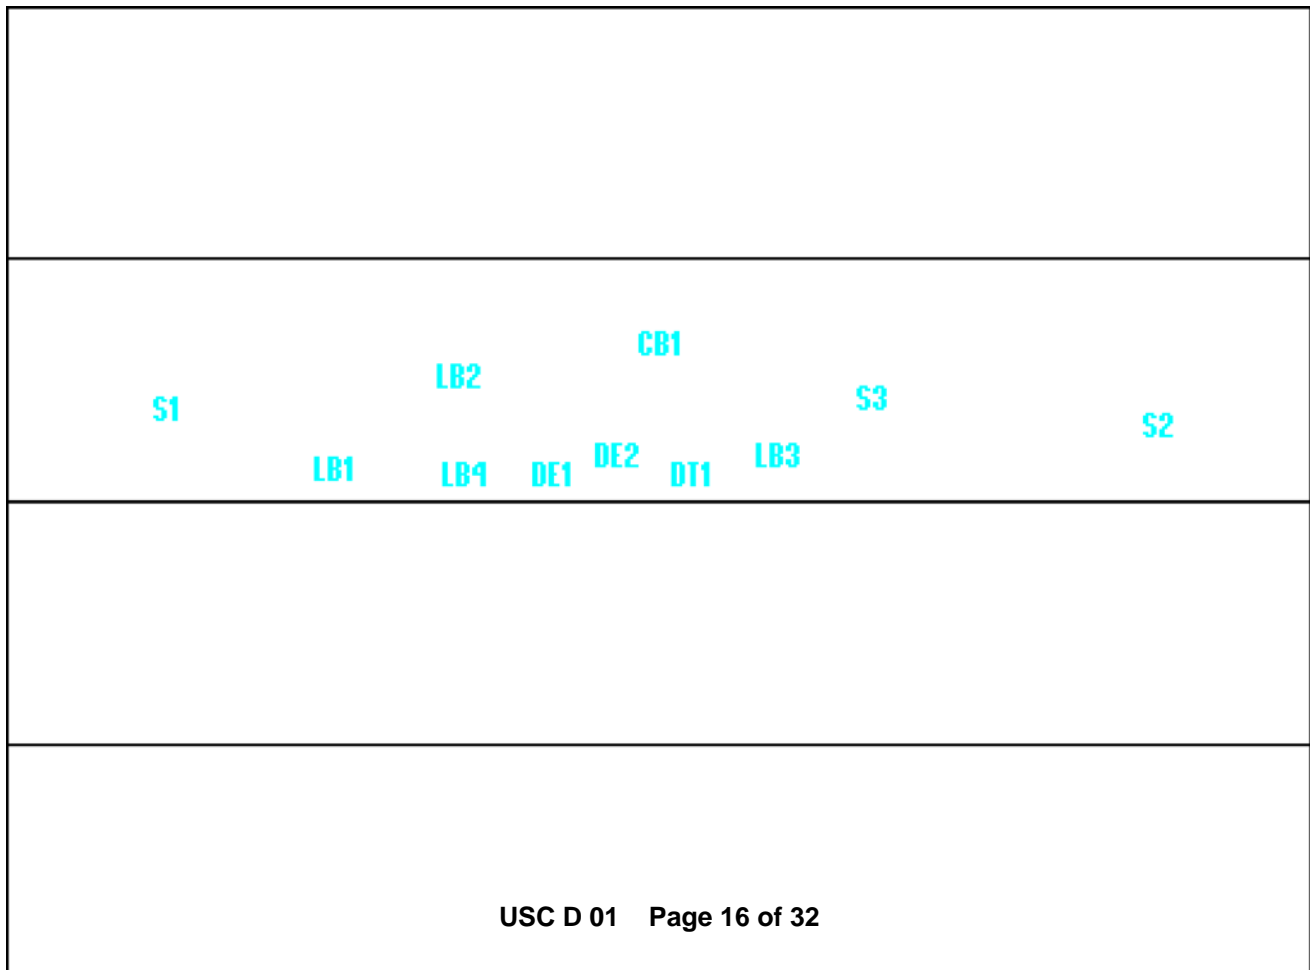 CB1
LB2
S3
S1
S2
DE2 LB3
LB1 LB4 DE1 DT1
USC D 01 Page 16 of 32